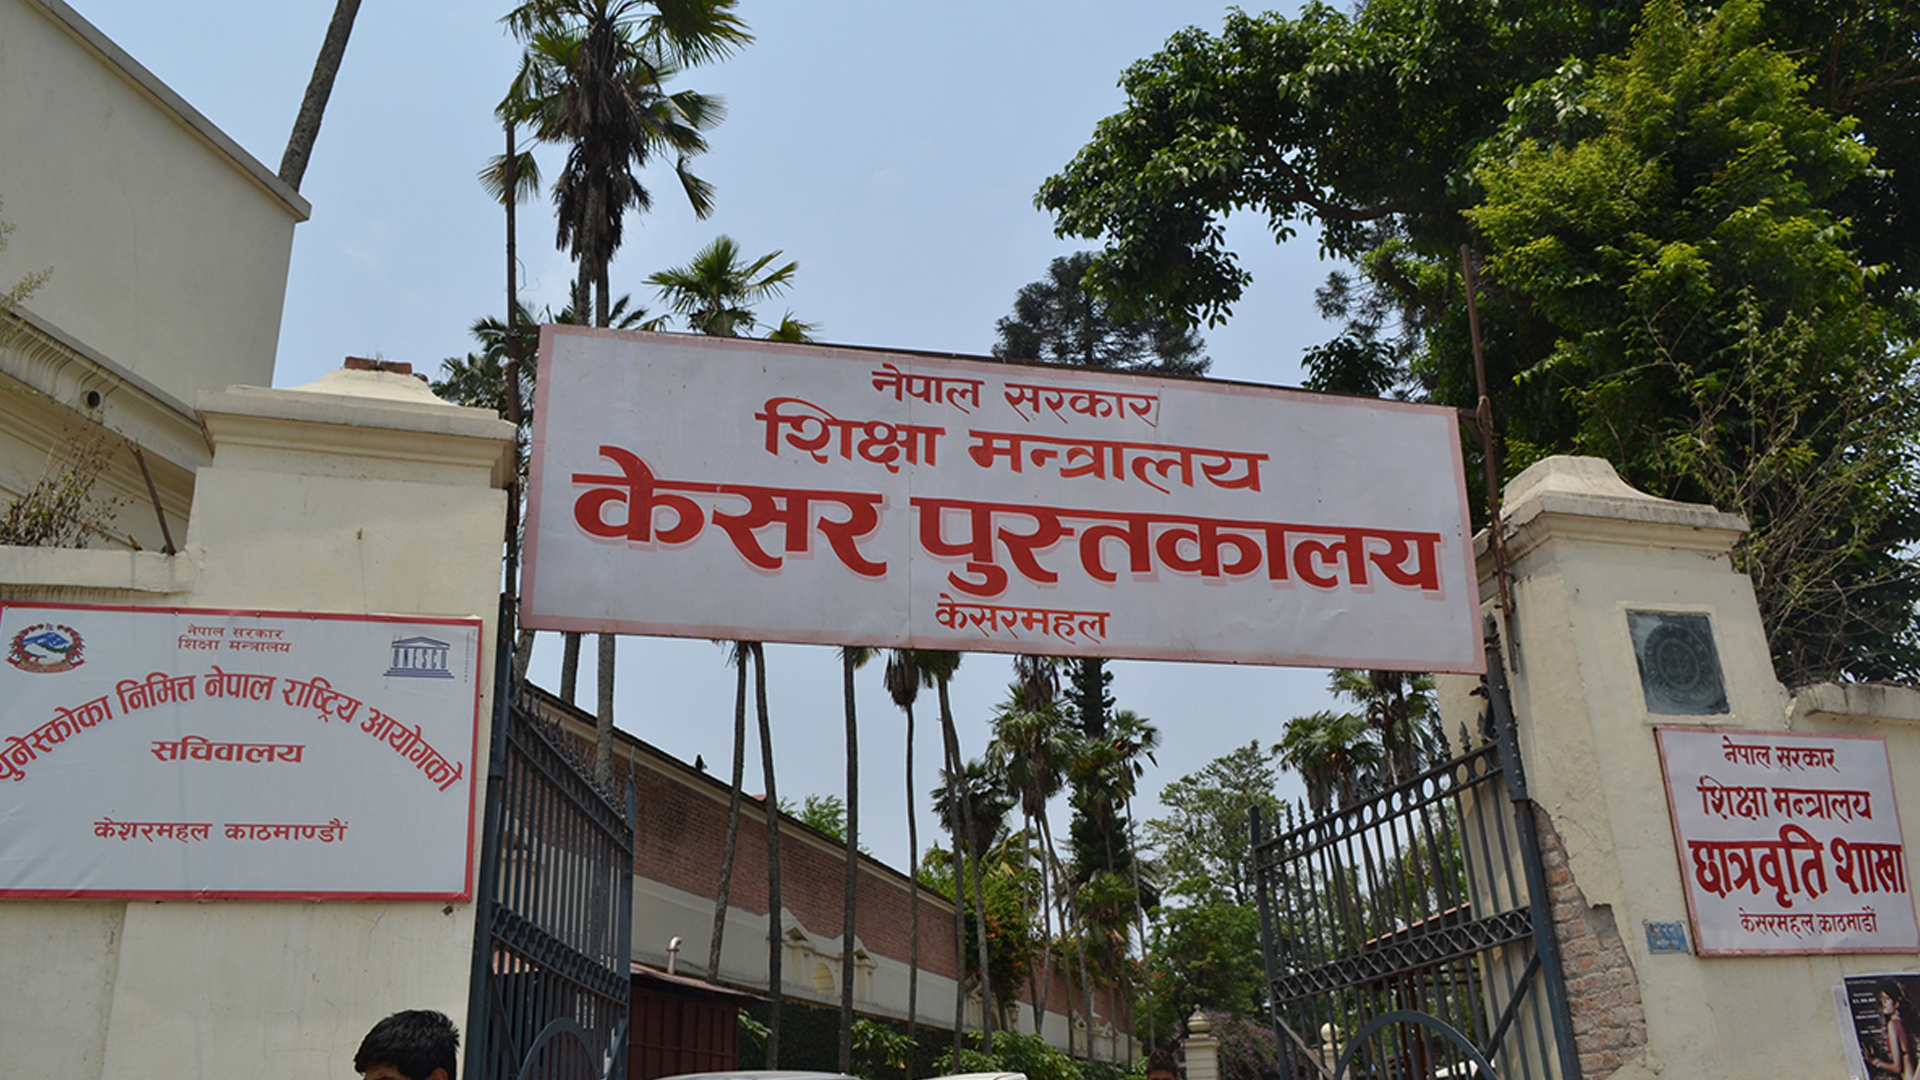 नेपाल सरकार
शिक्षा मन्त्रालय
केसर पुस्तकालय
केसरमहल
नेपाल सरकार
शिक्षा मन्त्रालय
UNESCO
युनेस्कोका निमित्त नेपाल राष्ट्रिय आयोगको
सचिवालय
केशरमहल काठमाण्डौं
नेपाल सरकार
शिक्षा मन्त्रालय
छात्रवृति शाखा
केसरमहल काठमाडौं